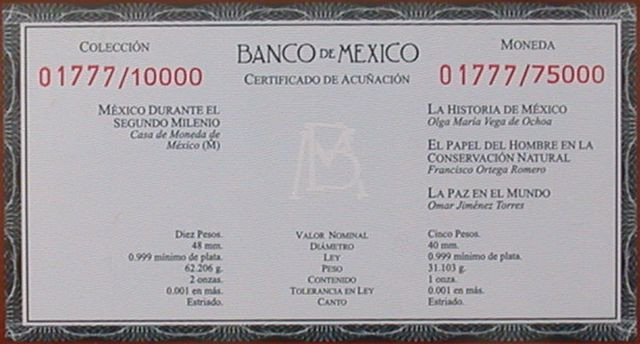 COLECCIÓN
01777/10000
BANCO DE MEXICO
CERTIFICADO DE ACUÑACIÓN
MONEDA
01777/75000
MÉXICO DURANTE EL
SEGUNDO MILENIO
Casa de Moneda de
México (M)
LA HISTORIA DE MÉXICO
Olga María Vega de Ochoa
EL PAPEL DEL HOMBRE EN LA
CONSERVACIÓN NATURAL
Francisco Ortega Romero
LA PAZ EN EL MUNDO
Omar Jiménez Torres
BM
Diez Pesos. VALOR NOMINAL Cinco Pesos.
48 mm. DIÁMETRO 40 mm.
0.999 mínimo de plata. LEY 0.999 mínimo de plata.
62.206 g. PESO 31.103 g.
2 onzas. CONTENIDO 1 onza.
0.001 en más. TOLERANCIA EN LEY 0.001 en más.
Estriado. CANTO Estriado.